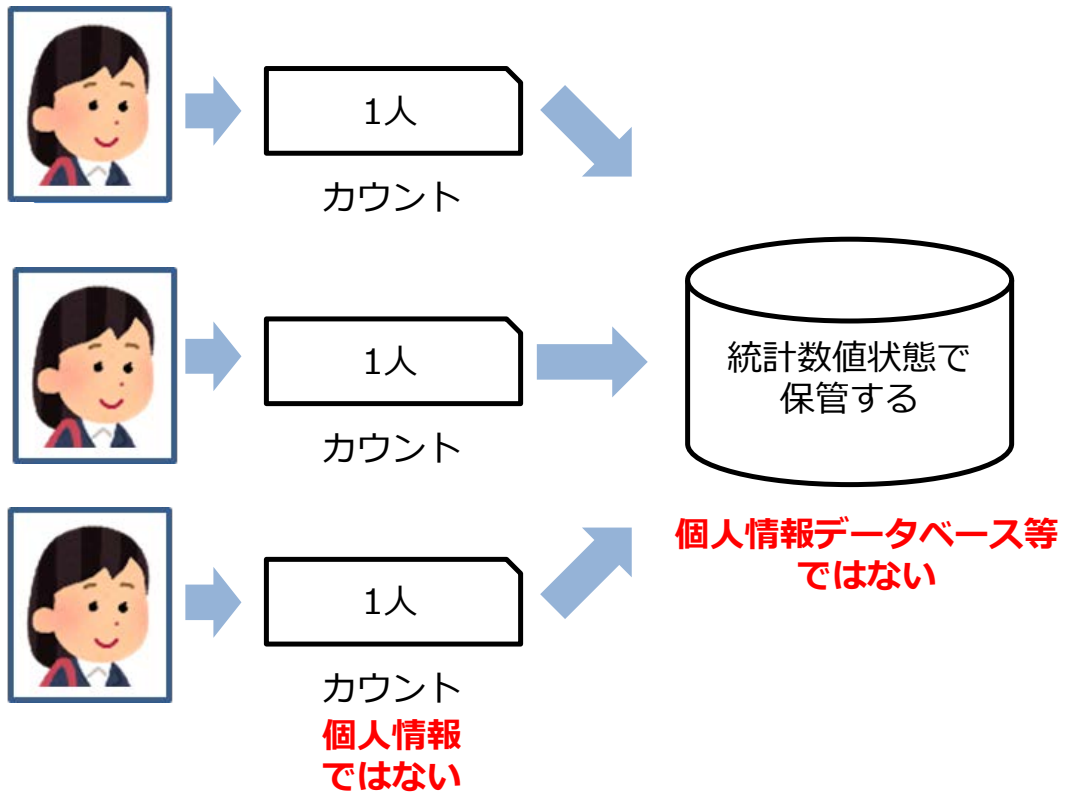 1人
カウント
1人
カウント
統計数値状態で
保管する
個人情報データベース等
ではない
1人
カウント
個人情報
ではない